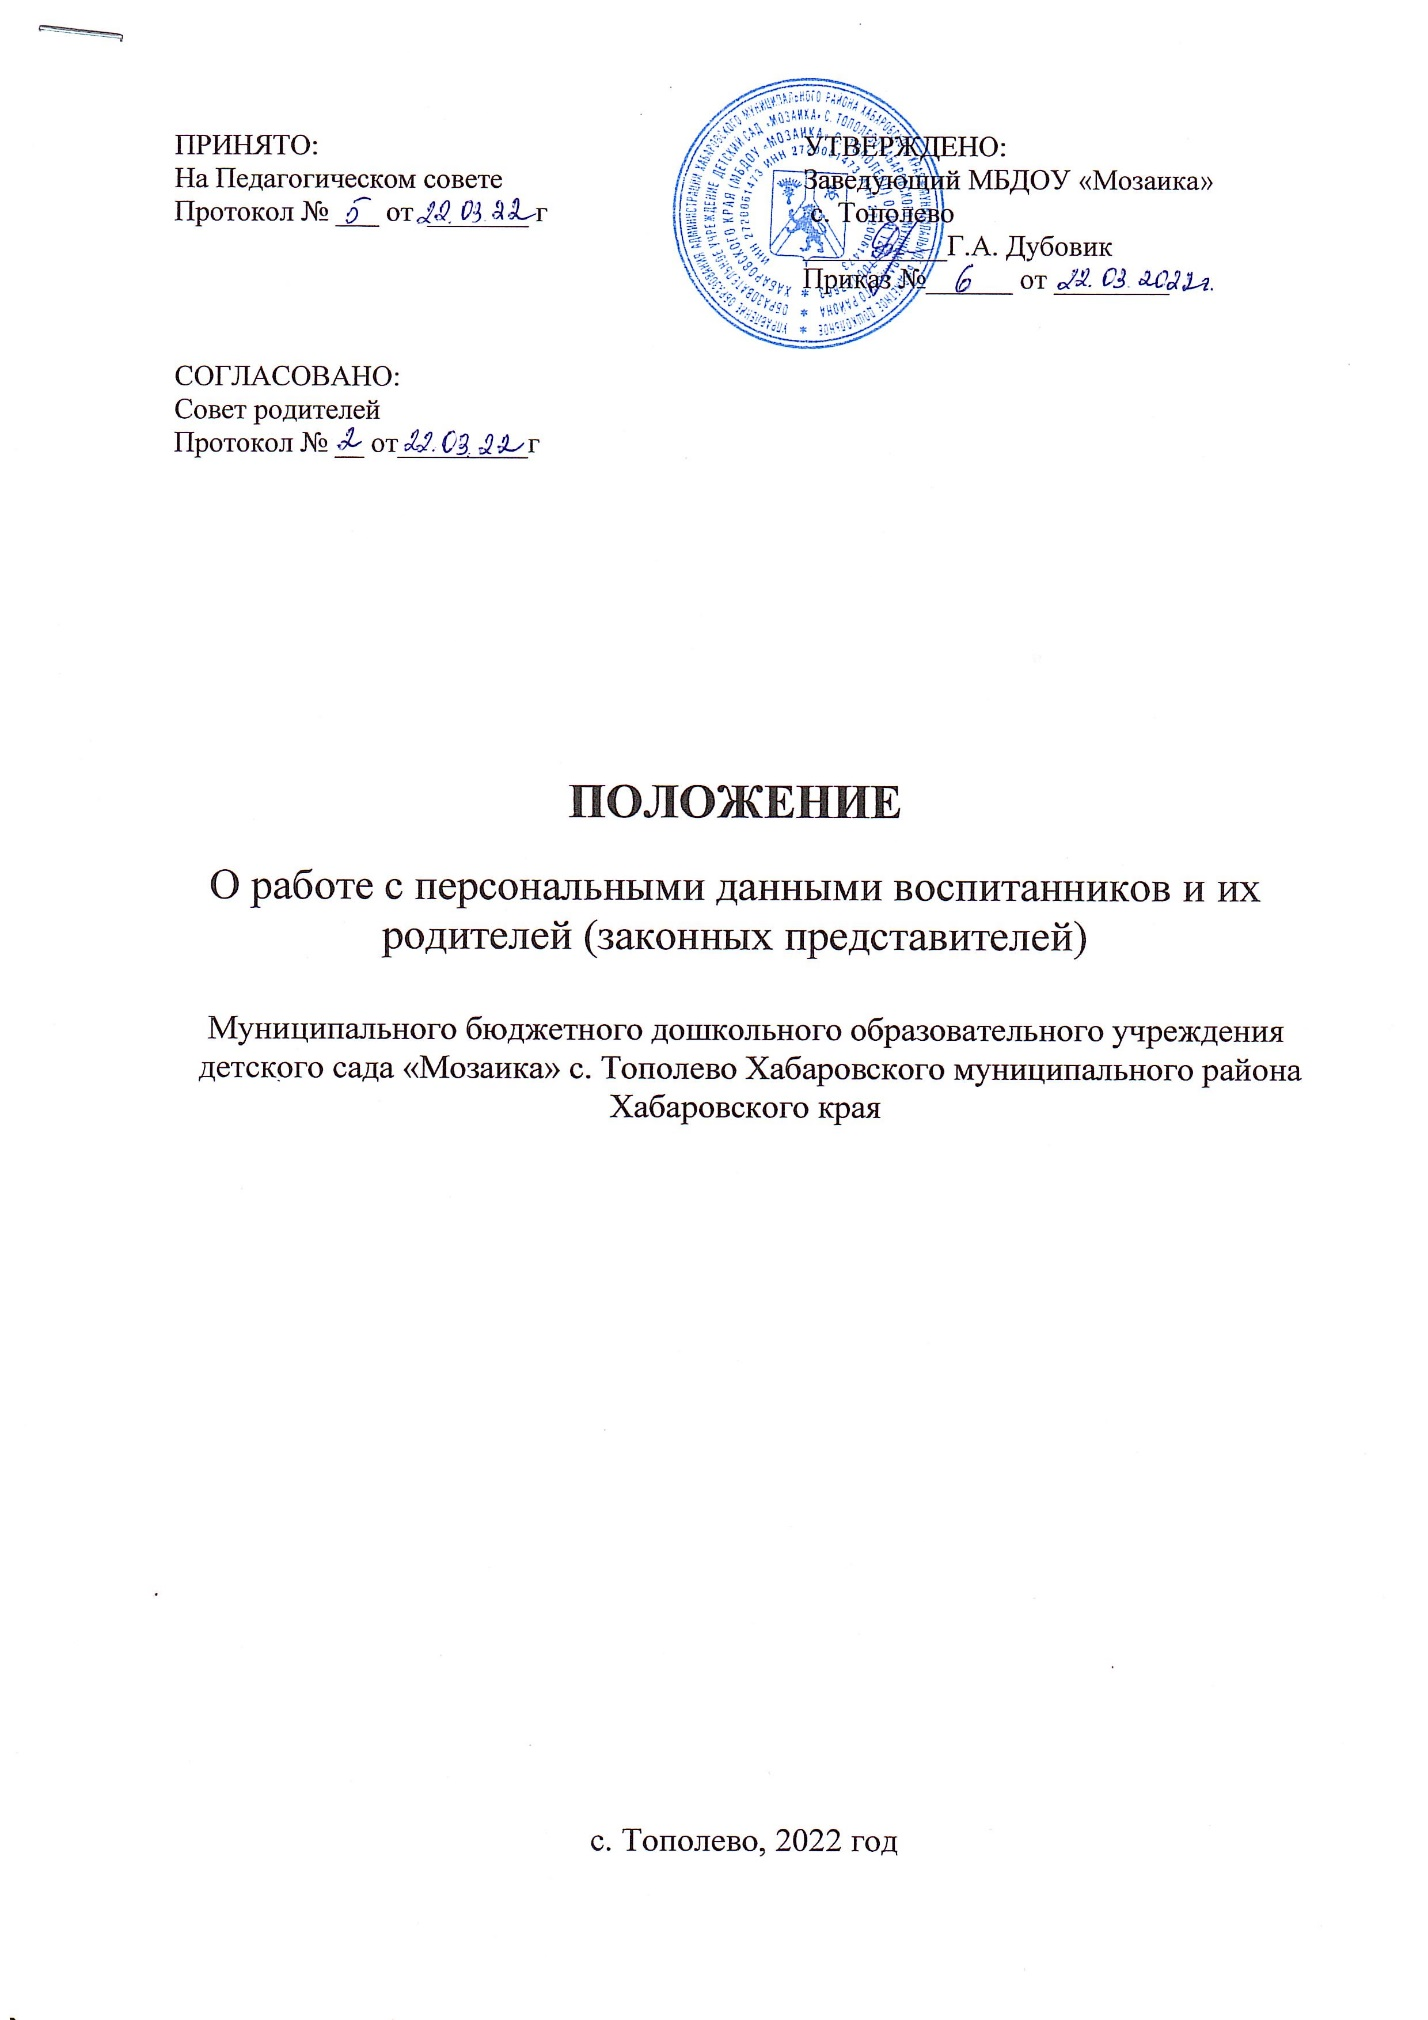 ПРИНЯТО:
На Педагогическом совете
Протокол № 5 от 22.03.22 г
УТВЕРЖДЕНО:
Заведующий МБДОУ «Мозаика»
с. Тополево
Г.А. Дубовик
Приказ № 6 от 22.03.2022г.
СОГЛАСОВАНО:
Совет родителей
Протокол № 2 от 22.03.22 г
ПОЛОЖЕНИЕ
О работе с персональными данными воспитанников и их
родителей (законных представителей)
Муниципального бюджетного дошкольного образовательного учреждения
детского сада «Мозаика» с. Тополево Хабаровского муниципального района
Хабаровского края
с. Тополево, 2022 год